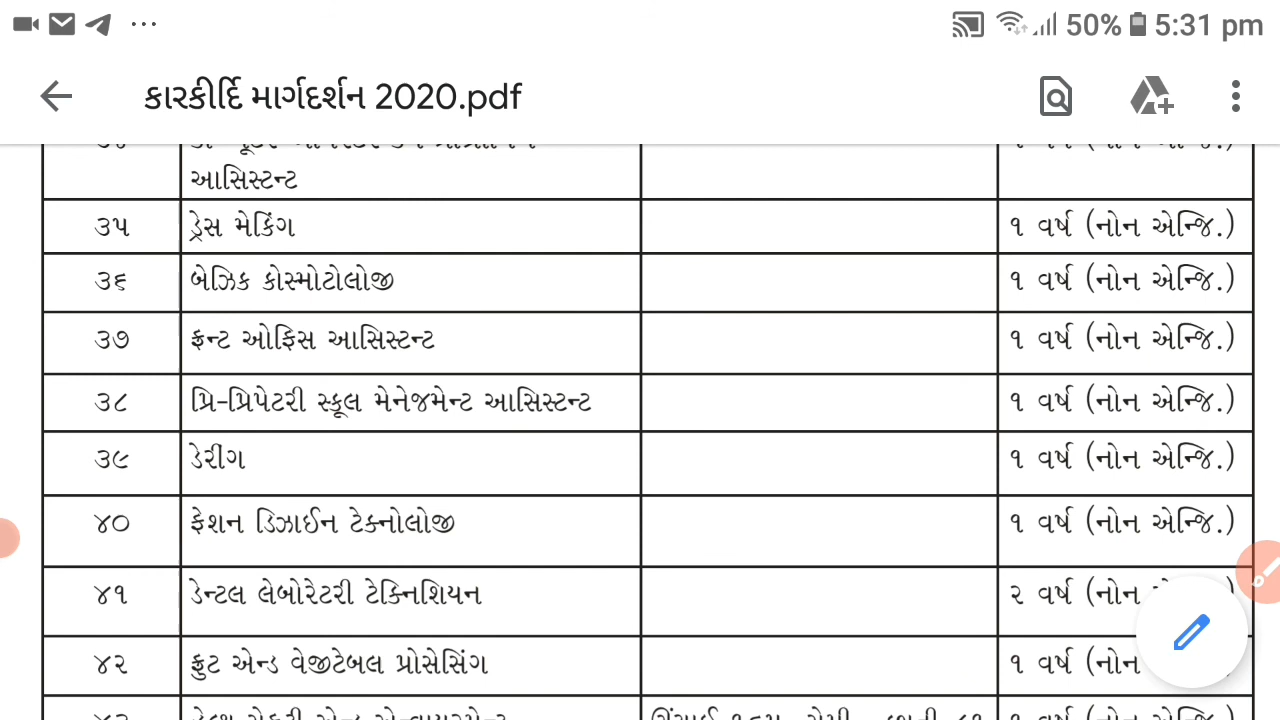 50% 5:31 pm
કારકીર્દિ માર્ગદર્શન 2020.pdf
આસિસ્ટન્ટ
૩૫ ડ્રેસ મેકિંગ ૧ વર્ષ (નોન એન્જિ.)
૩૬ બેઝિક કોસ્મોટોલોજી ૧ વર્ષ (નોન એન્જિ.)
૩૭ ફ્રન્ટ ઓફિસ આસિસ્ટન્ટ ૧ વર્ષ (નોન એન્જિ.)
૩૮ પ્રિ-પ્રિપેટરી સ્કૂલ મેનેજમેન્ટ આસિસ્ટન્ટ ૧ વર્ષ (નોન એન્જિ.)
૩૯ ડેરીંગ ૧ વર્ષ (નોન એન્જિ.)
૪૦ ફેશન ડિઝાઈન ટેક્નોલોજી ૧ વર્ષ (નોન એન્જિ.)
૪૧ ડેન્ટલ લેબોરેટરી ટેક્નિશિયન ૨ વર્ષ (નોન
૪૨ ફ્રુટ એન્ડ વેજીટેબલ પ્રોસેસિંગ ૧ વર્ષ (નોન